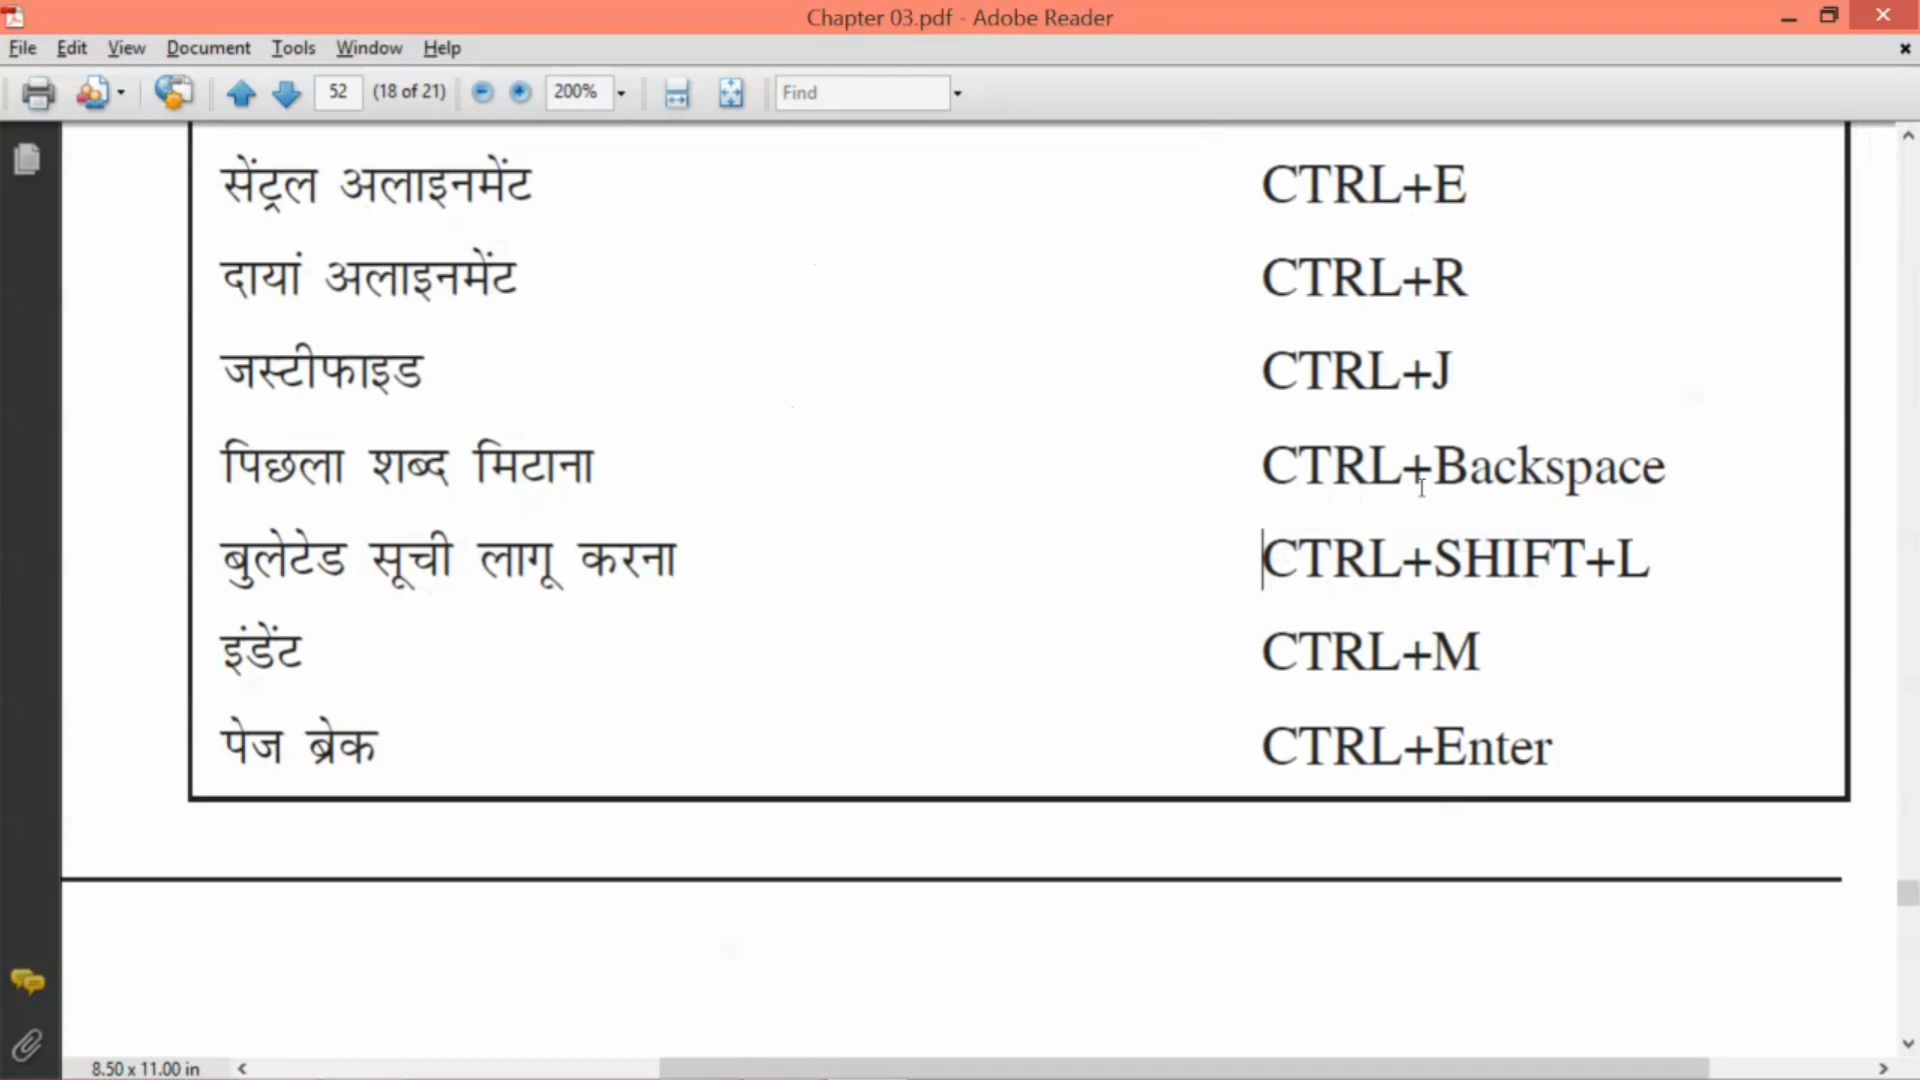 Chapter 03.pdf - Adobe Reader
File Edit View Document Tools Window Help
52 (18 of 21) 200% Find
सेंट्रल अलाइनमेंट CTRL+E
दायां अलाइनमेंट CTRL+R
जस्टीफाइड CTRL+J
पिछला शब्द मिटाना CTRL+Backspace
बुलेटेड सूची लागू करना CTRL+SHIFT+L
इंडेंट CTRL+M
पेज ब्रेक CTRL+Enter
8.50 x 11.00 in